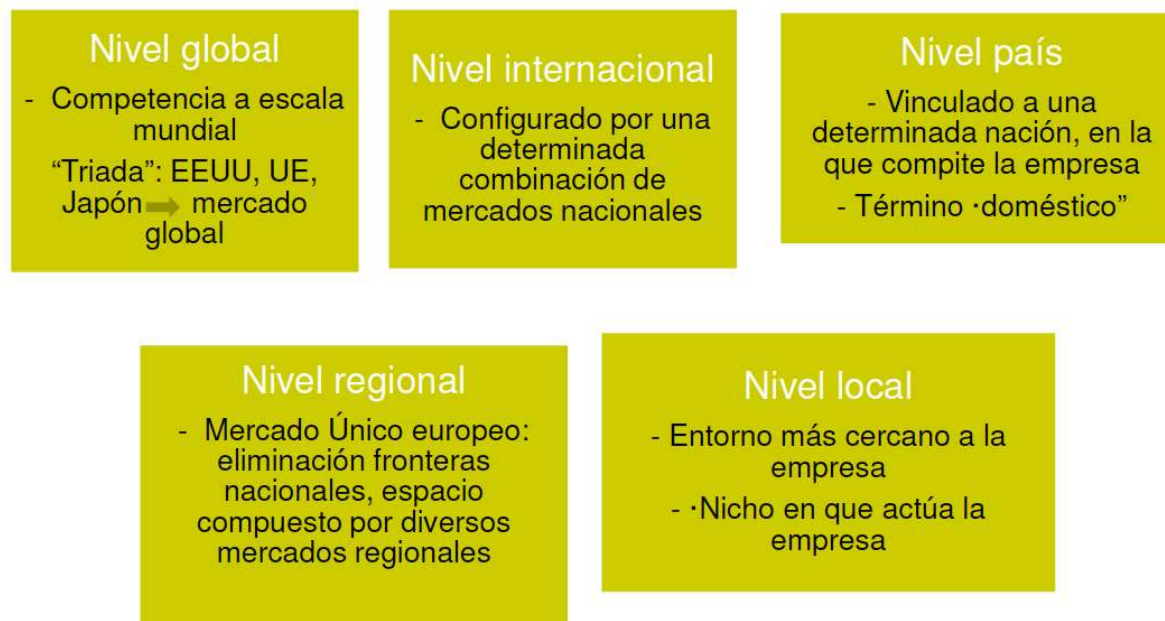 Nivel global
- Competencia a escala
mundial
“Triada”: EEUU, UE,
Japón ➡ mercado
global
Nivel internacional
- Configurado por una
determinada
combinación de
mercados nacionales
Nivel país
- Vinculado a una
determinada nación, en la
que compite la empresa
- Término ·doméstico”
Nivel regional
- Mercado Único europeo:
eliminación fronteras
nacionales, espacio
compuesto por diversos
mercados regionales
Nivel local
- Entorno más cercano a la
empresa
- ·Nicho en que actúa la
empresa